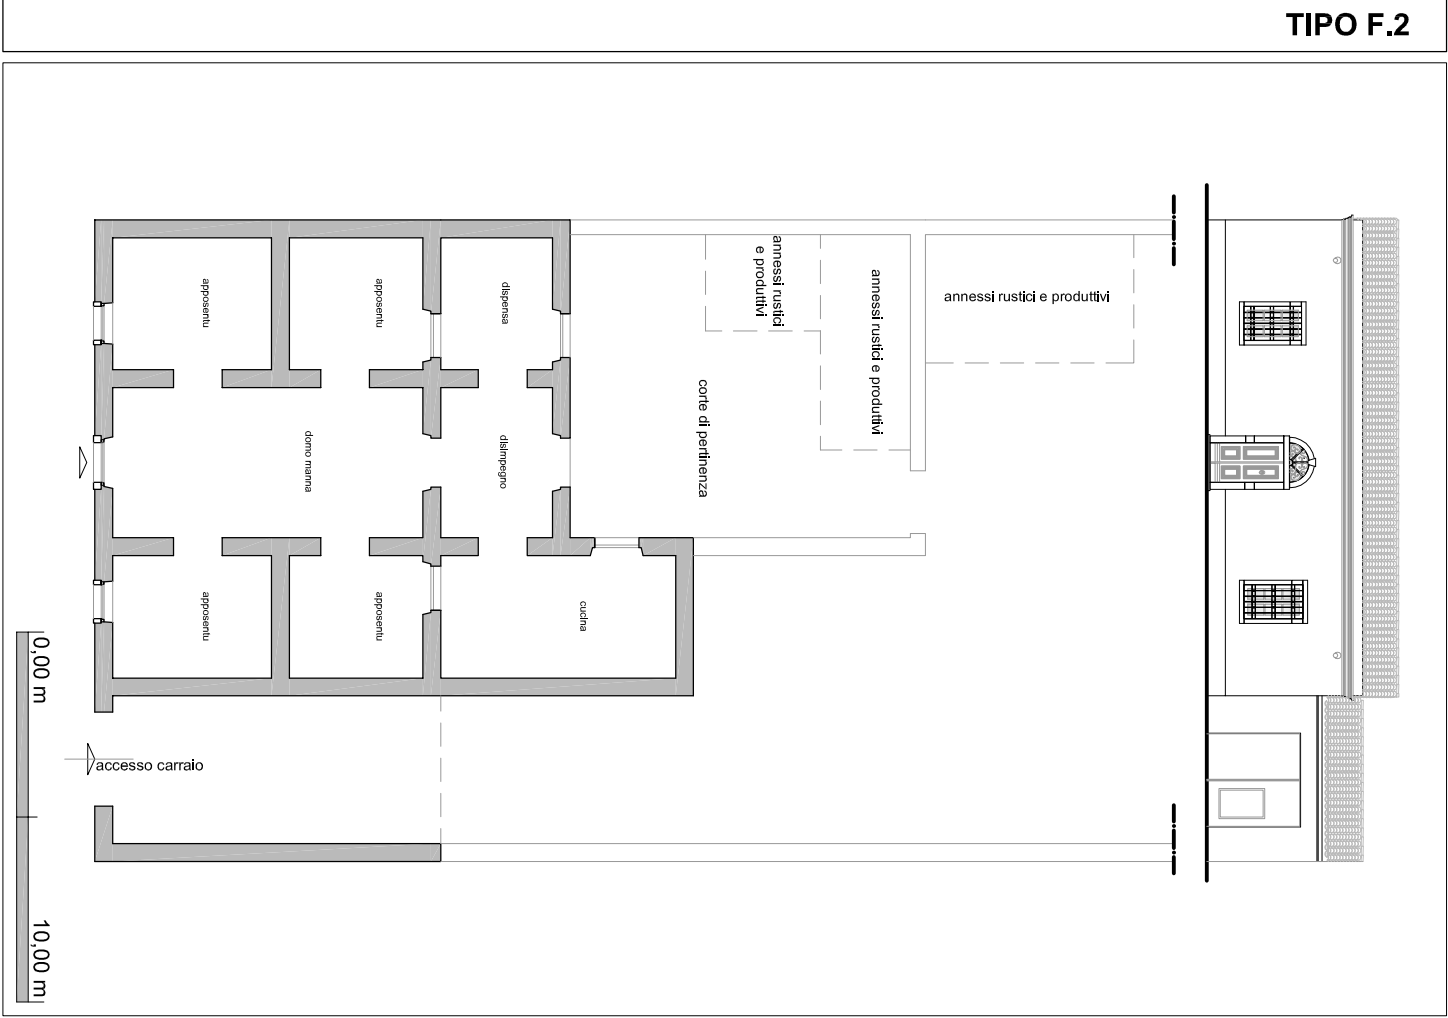 TIPO F.2
apposentu
apposentu
dispensa
annessi rustici
e produttivi
annessi rustici e produttivi
annessi rustici e produttivi
corte di pertinenza
domo manna
disimpegno
apposentu
apposentu
cucina
accesso carraio
0,00 m
10,00 m